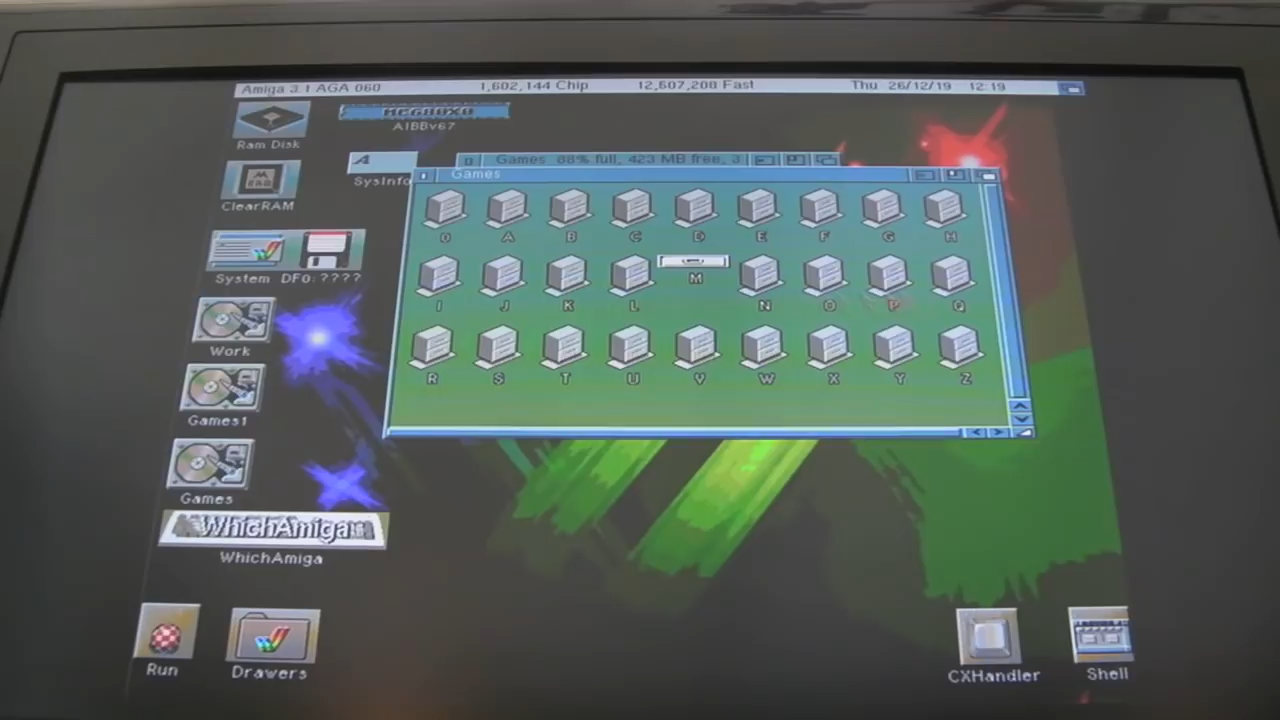 Amiga 3.1 AGA 060 1,602,144 Chip 12,507,200 Fast Thu 26/12/19 12:19
Ram Disk
AIBBv67
SysInfo
ClearRAM
Games 88% full, 423 MB free, 3
Games
0 A B C D E F G H
I J K L M N O P Q
R S T U V W X Y Z
System DF0:????
Work
Games1
Games
WhichAmiga
WhichAmiga
Run
Drawers
CXHandler
Shell